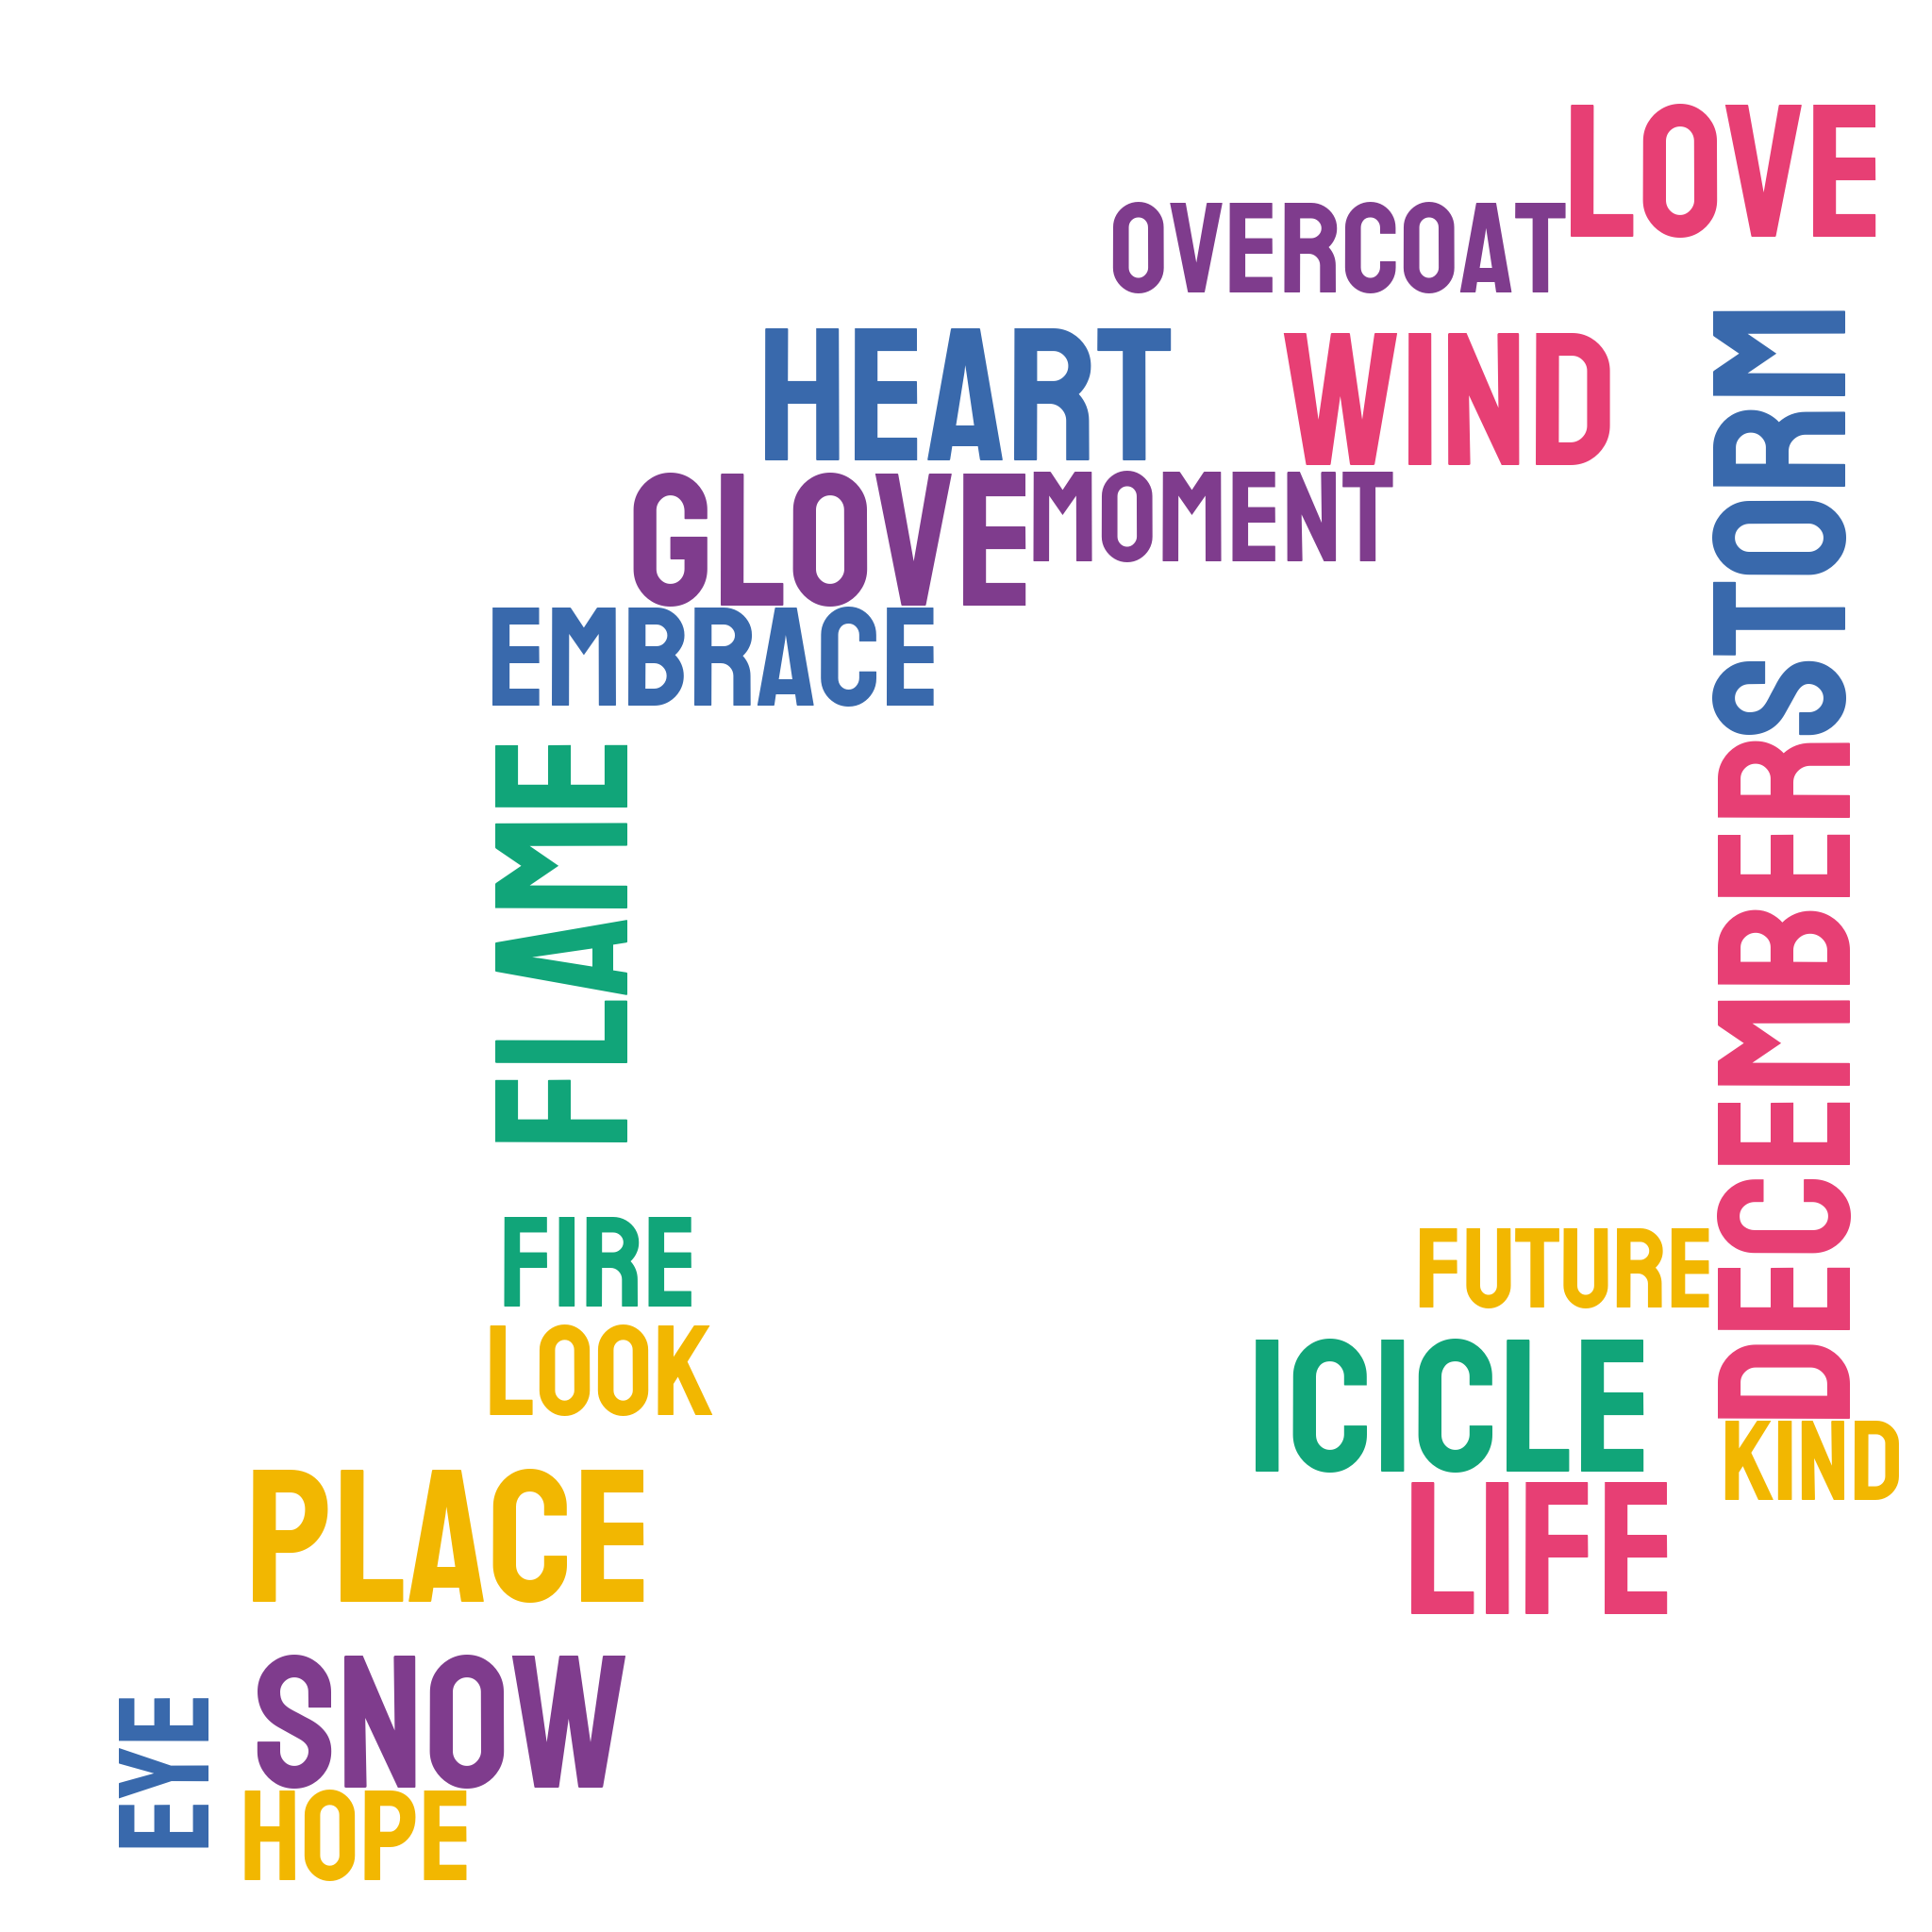 LOVE
OVERCOAT
HEART
WIND
STORM
GLOVE
MOMENT
EMBRACE
FLAME
DECEMBER
FIRE
FUTURE
LOOK
ICICLE
KIND
PLACE
LIFE
SNOW
EYE
HOPE